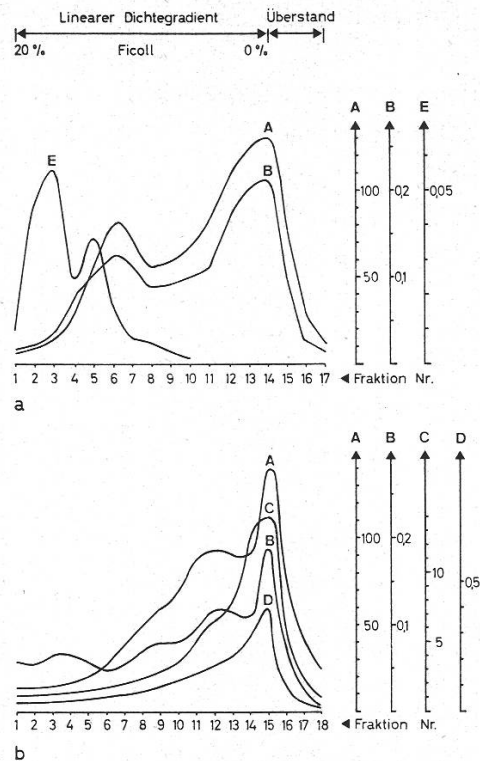 Linearer Dichtegradient Überstand
20 % Ficoll 0 %
A B E
E A B
100 0,2 0,05
50 0,1
1 2 3 4 5 6 7 8 9 10 11 12 13 14 15 16 17 ◄ Fraktion Nr.
a
A B C D
A C B D
100 0,2 10 0,5
50 0,1 5
1 2 3 4 5 6 7 8 9 10 11 12 13 14 15 16 17 18 ◄ Fraktion Nr.
b